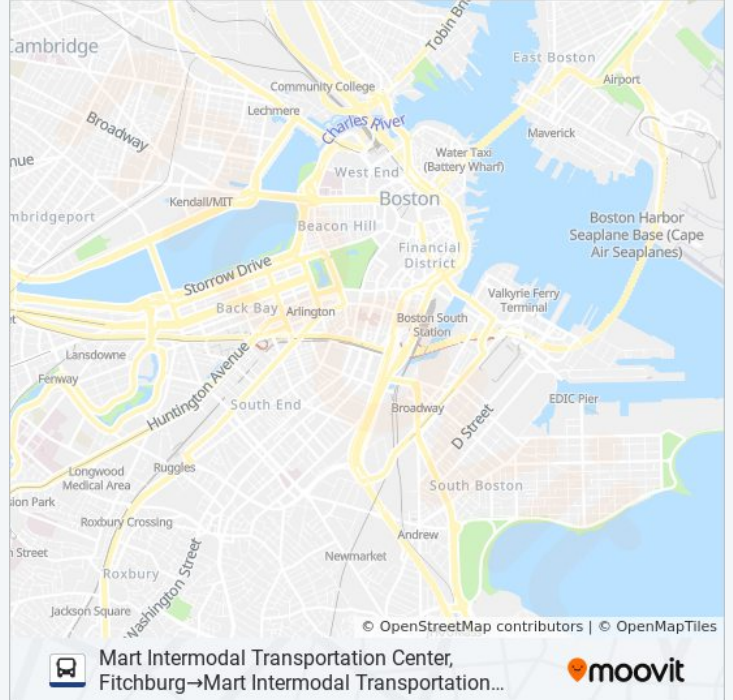 Tobin Bri
Cambridge
East Boston
Airport
Community College
Lechmere
Charles River
Broadway
Maverick
Water Taxi
(Battery Wharf)
nue
West End
Kendall/MIT
Boston
mbridgeport
Boston Harbor
Seaplane Base (Cape
Air Seaplanes)
Beacon Hill
Financial
District
Storrow Drive
Valkyrie Ferry
Terminal
Back Bay
Arlington
Boston South
Station
et
Lansdowne
Fenway
Huntington Avenue
EDIC Pier
South End
Broadway
D Street
Longwood
Medical Area
Ruggles
South Boston
sion Park
Roxbury Crossing
Andrew
n Street
Newmarket
Roxbury
Washington Street
Jackson Square
© OpenStreetMap contributors | © OpenMapTiles
Mart Intermodal Transportation Center,
Fitchburg→Mart Intermodal Transportation…
moovit